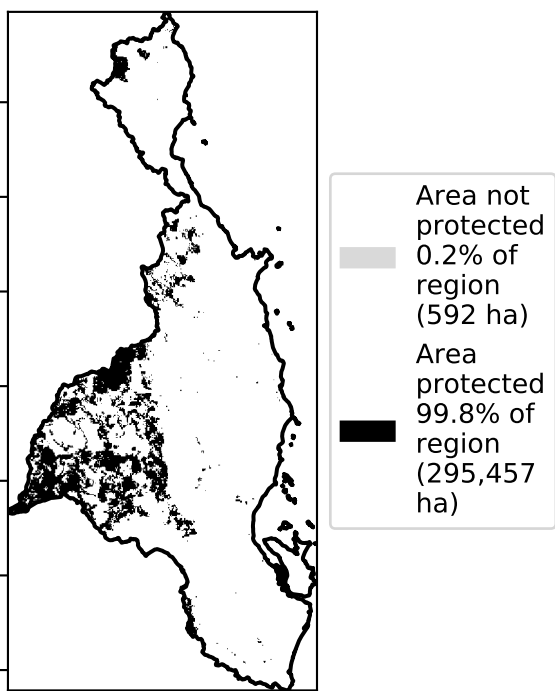 Area not
protected
0.2% of
region
(592 ha)
Area
protected
99.8% of
region
(295,457
ha)